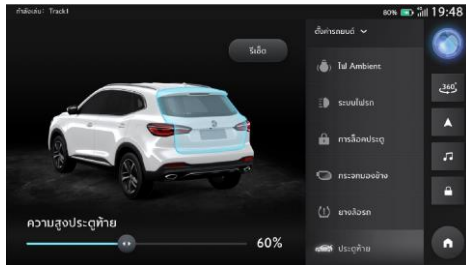 กำลังเล่น: Track1
60%
4G
19:48
รีเซ็ต
ตั้งค่ารถยนต์
ไฟ Ambient
ระบบไฟรถ
การล็อคประตู
กระจกมองข้าง
ยางล้อรถ
ประตูท้าย
360°
ความสูงประตูท้าย
60%